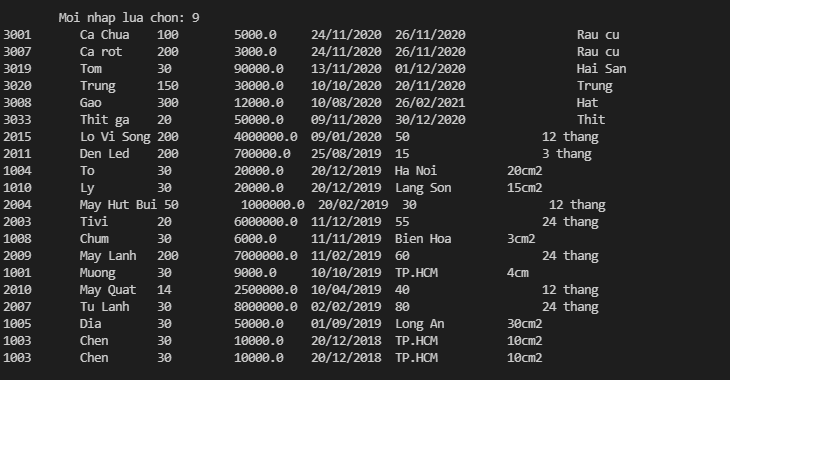 Moi nhap lua chon: 9
3001 Ca Chua 100 5000.0 24/11/2020 26/11/2020 Rau cu
3007 Ca rot 200 3000.0 24/11/2020 26/11/2020 Rau cu
3019 Tom 30 90000.0 13/11/2020 01/12/2020 Hai San
3020 Trung 150 30000.0 10/10/2020 20/11/2020 Trung
3008 Gao 300 12000.0 10/08/2020 26/02/2021 Hat
3033 Thit ga 20 50000.0 09/11/2020 30/12/2020 Thit
2015 Lo Vi Song 200 4000000.0 09/01/2020 50 12 thang
2011 Den Led 200 700000.0 25/08/2019 15 3 thang
1004 To 30 20000.0 20/12/2019 Ha Noi 20cm2
1010 Ly 30 20000.0 20/12/2019 Lang Son 15cm2
2004 May Hut Bui 50 1000000.0 20/02/2019 30 12 thang
2003 Tivi 20 6000000.0 11/12/2019 55 24 thang
1008 Chum 30 6000.0 11/11/2019 Bien Hoa 3cm2
2009 May Lanh 200 7000000.0 11/02/2019 60 24 thang
1001 Muong 30 9000.0 10/10/2019 TP.HCM 4cm
2010 May Quat 14 2500000.0 10/04/2019 40 12 thang
2007 Tu Lanh 30 8000000.0 02/02/2019 80 24 thang
1005 Dia 30 50000.0 01/09/2019 Long An 30cm2
1003 Chen 30 10000.0 20/12/2018 TP.HCM 10cm2
1003 Chen 30 10000.0 20/12/2018 TP.HCM 10cm2